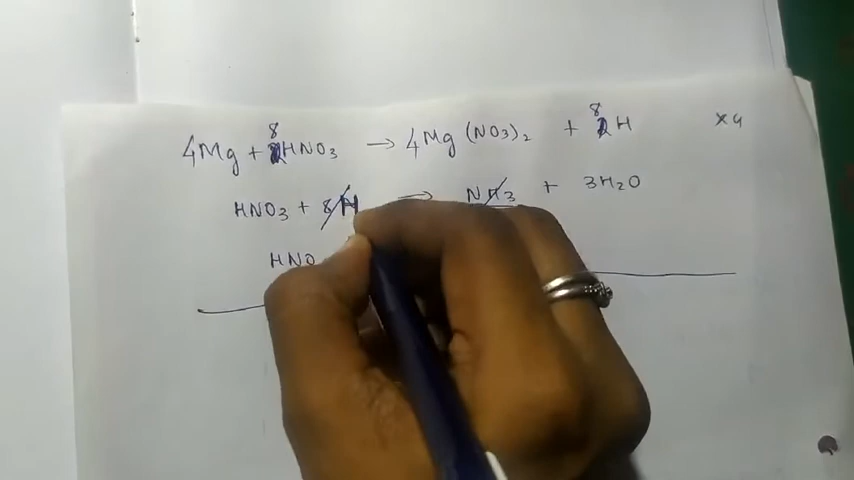 4Mg + 8HNO3 → 4Mg(NO3)2 + 8H ×4
HNO3 + 8H → NH3 + 3H2O
HNO